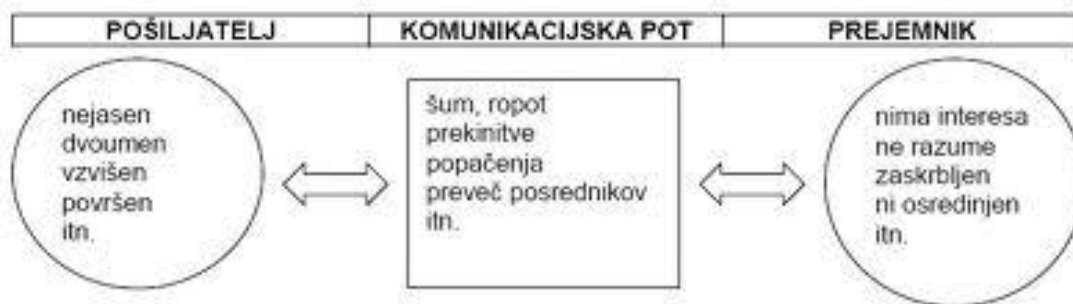 POŠILJATELJ KOMUNIKACIJSKA POT PREJEMNIK
nejasen
dvoumen
vzvišen
površen
itn.
šum, ropot
prekinitve
popačenja
preveč posrednikov
itn.
nima interesa
ne razume
zaskrbljen
ni osredinjen
itn.